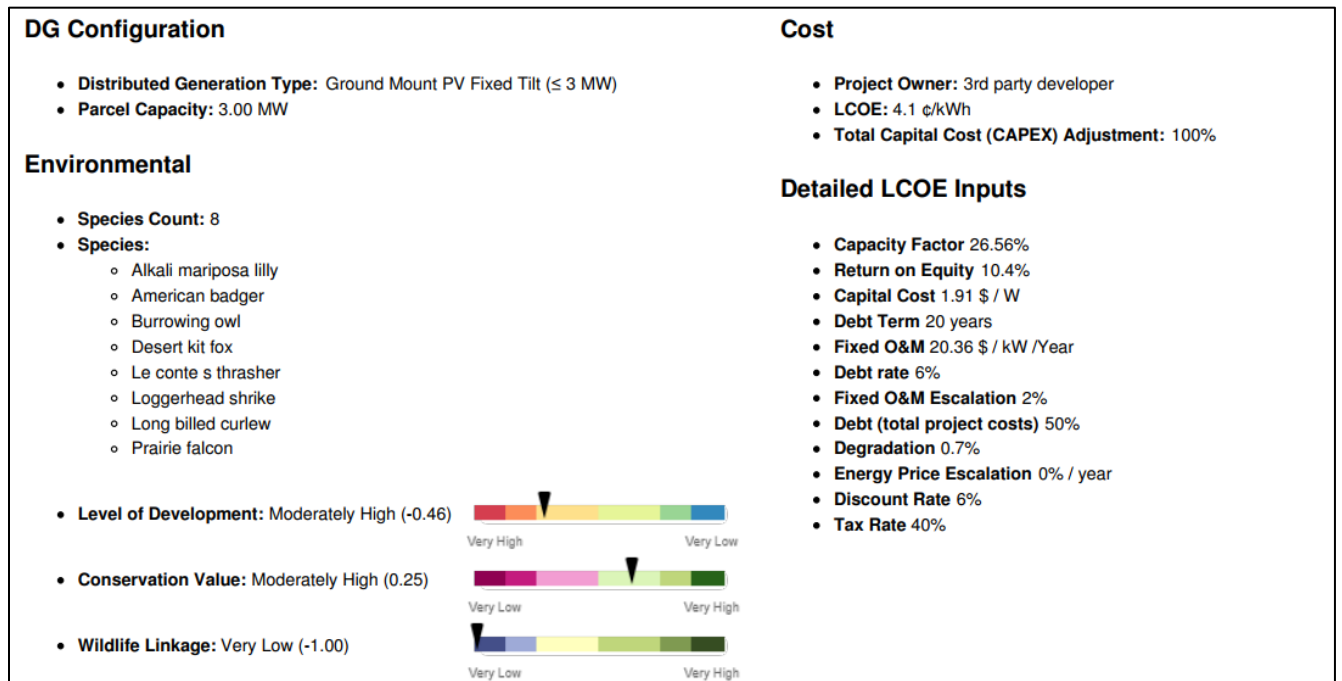 DG Configuration
• Distributed Generation Type: Ground Mount PV Fixed Tilt (≤ 3 MW)
• Parcel Capacity: 3.00 MW
Environmental
• Species Count: 8
• Species:
◦ Alkali mariposa lilly
◦ American badger
◦ Burrowing owl
◦ Desert kit fox
◦ Le conte s thrasher
◦ Loggerhead shrike
◦ Long billed curlew
◦ Prairie falcon
• Level of Development: Moderately High (-0.46)
Very High Very Low
• Conservation Value: Moderately High (0.25)
Very Low Very High
• Wildlife Linkage: Very Low (-1.00)
Very Low Very High
Cost
• Project Owner: 3rd party developer
• LCOE: 4.1 ¢/kWh
• Total Capital Cost (CAPEX) Adjustment: 100%
Detailed LCOE Inputs
• Capacity Factor 26.56%
• Return on Equity 10.4%
• Capital Cost 1.91 $ / W
• Debt Term 20 years
• Fixed O&M 20.36 $ / kW /Year
• Debt rate 6%
• Fixed O&M Escalation 2%
• Debt (total project costs) 50%
• Degradation 0.7%
• Energy Price Escalation 0% / year
• Discount Rate 6%
• Tax Rate 40%